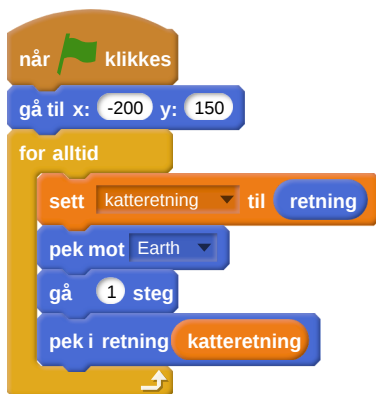 når klikkes
gå til x: -200 y: 150
for alltid
sett katteretning til retning
pek mot Earth
gå 1 steg
pek i retning katteretning